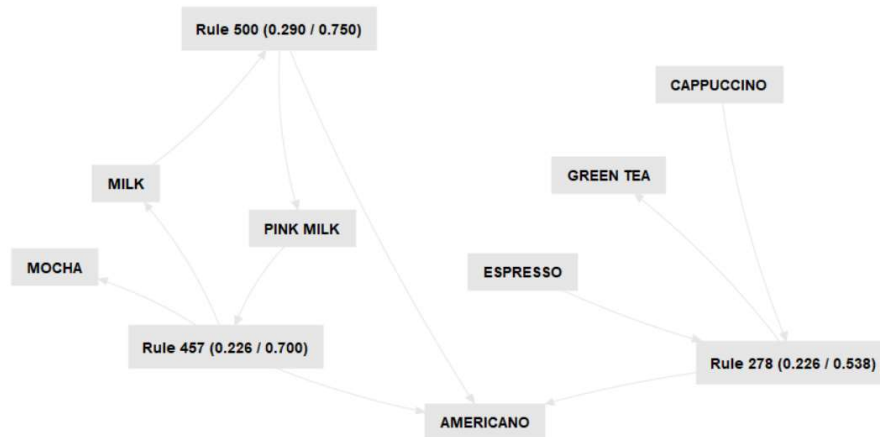 Rule 500 (0.290 / 0.750)
CAPPUCCINO
GREEN TEA
MILK
PINK MILK
MOCHA
ESPRESSO
Rule 457 (0.226 / 0.700)
Rule 278 (0.226 / 0.538)
AMERICANO